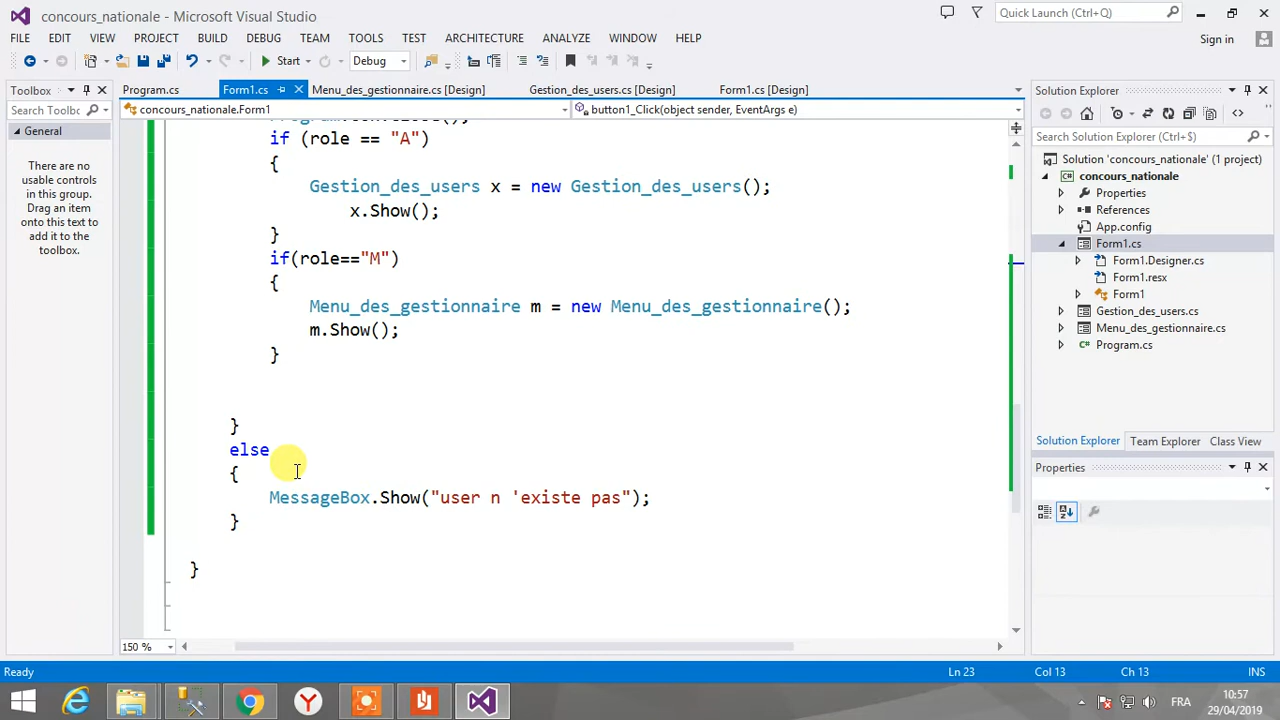 concours_nationale - Microsoft Visual Studio
Quick Launch (Ctrl+Q)
FILE EDIT VIEW PROJECT BUILD DEBUG TEAM TOOLS TEST ARCHITECTURE ANALYZE WINDOW HELP
Sign in
Start Debug
Toolbox
Search Toolbo
General
There are no usable controls in this group. Drag an item onto this text to add it to the toolbox.
Program.cs Form1.cs Menu_des_gestionnaire.cs [Design] Gestion_des_users.cs [Design] Form1.cs [Design]
concours_nationale.Form1 button1_Click(object sender, EventArgs e)
if (role == "A")
{
Gestion_des_users x = new Gestion_des_users();
x.Show();
}
if(role=="M")
{
Menu_des_gestionnaire m = new Menu_des_gestionnaire();
m.Show();
}
}
else
{
MessageBox.Show("user n 'existe pas");
}
}
150 %
Solution Explorer
Search Solution Explorer (Ctrl+$)
Solution 'concours_nationale' (1 project)
concours_nationale
Properties
References
App.config
Form1.cs
Form1.Designer.cs
Form1.resx
Form1
Gestion_des_users.cs
Menu_des_gestionnaire.cs
Program.cs
Solution Explorer Team Explorer Class View
Properties
Ready Ln 23 Col 13 Ch 13 INS
FRA
10:57
29/04/2019